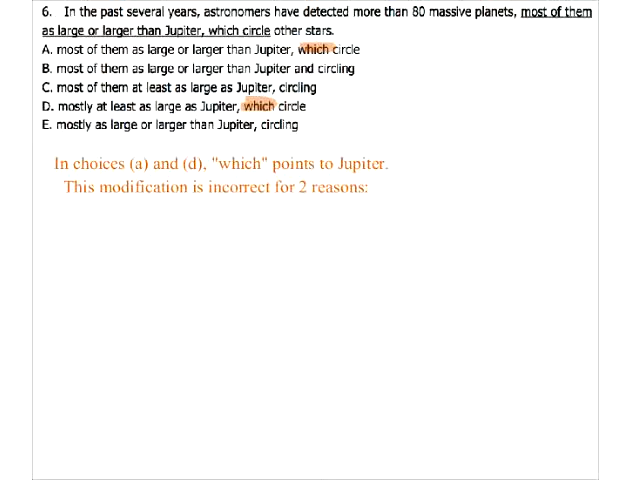 6. In the past several years, astronomers have detected more than 80 massive planets, most of them
as large or larger than Jupiter, which circle other stars.
A. most of them as large or larger than Jupiter, which circle
B. most of them as large or larger than Jupiter and circling
C. most of them at least as large as Jupiter, circling
D. mostly at least as large as Jupiter, which circle
E. mostly as large or larger than Jupiter, circling
In choices (a) and (d), "which" points to Jupiter.
This modification is incorrect for 2 reasons: